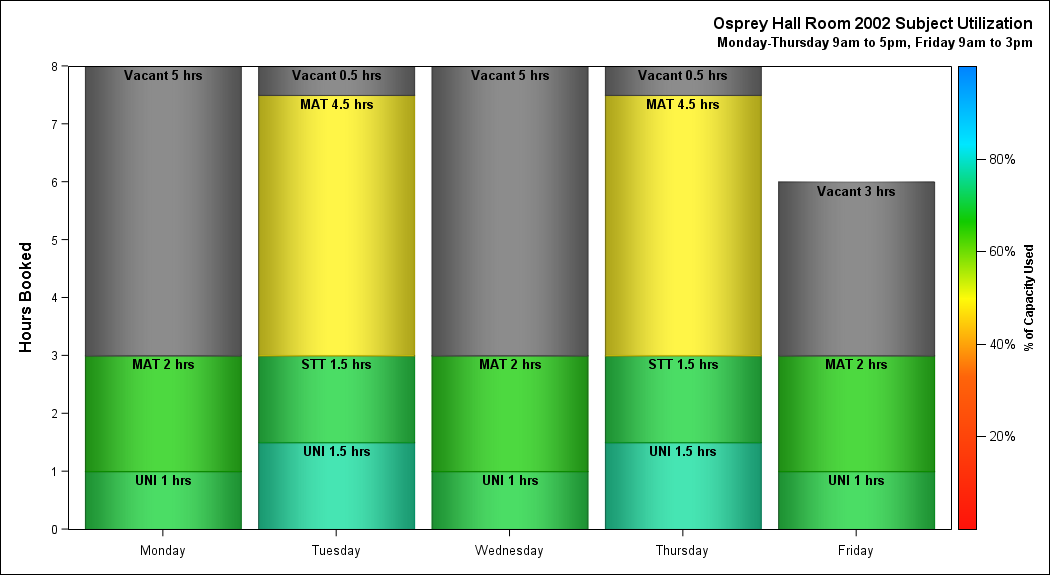 Osprey Hall Room 2002 Subject Utilization
Monday-Thursday 9am to 5pm, Friday 9am to 3pm
Hours Booked
8
7
6
5
4
3
2
1
0
Vacant 5 hrs
MAT 2 hrs
UNI 1 hrs
Vacant 0.5 hrs
MAT 4.5 hrs
STT 1.5 hrs
UNI 1.5 hrs
Vacant 5 hrs
MAT 2 hrs
UNI 1 hrs
Vacant 0.5 hrs
MAT 4.5 hrs
STT 1.5 hrs
UNI 1.5 hrs
Vacant 3 hrs
MAT 2 hrs
UNI 1 hrs
Monday
Tuesday
Wednesday
Thursday
Friday
80%
60%
40%
20%
% of Capacity Used